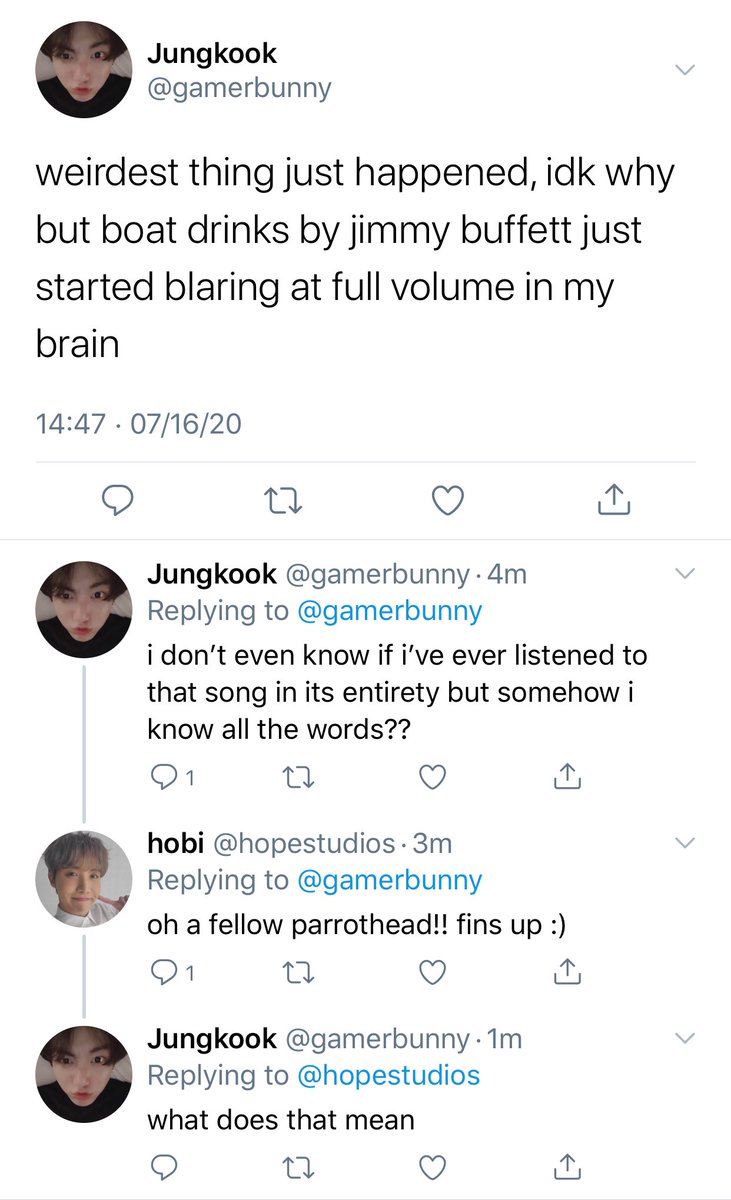 Jungkook
@gamerbunny
weirdest thing just happened, idk why
but boat drinks by jimmy buffett just
started blaring at full volume in my
brain
14:47 · 07/16/20
Jungkook @gamerbunny · 4m
Replying to @gamerbunny
i don’t even know if i’ve ever listened to
that song in its entirety but somehow i
know all the words??
1
hobi @hopestudios · 3m
Replying to @gamerbunny
oh a fellow parrothead!! fins up :)
1
Jungkook @gamerbunny · 1m
Replying to @hopestudios
what does that mean